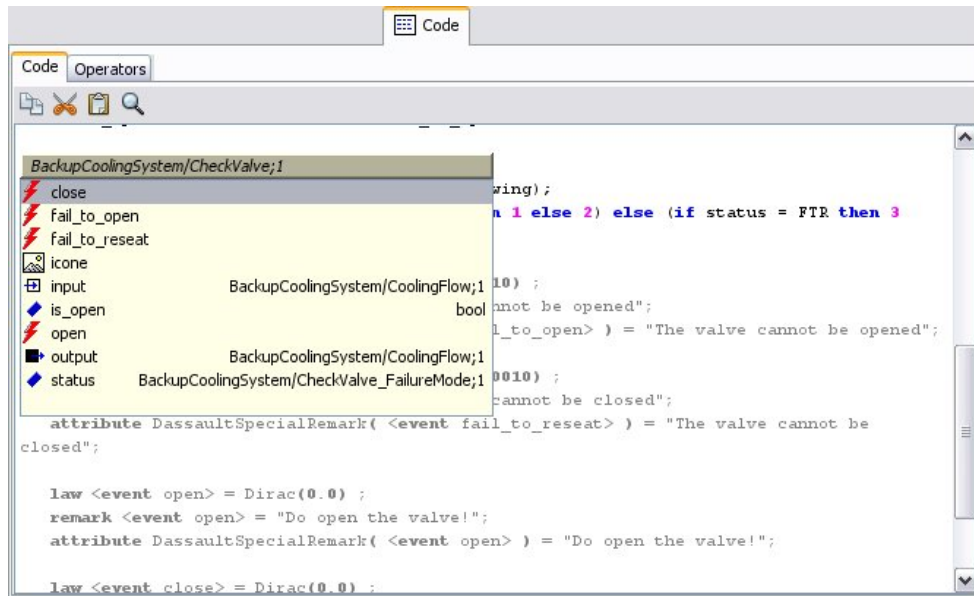 Code
Code Operators
BackupCoolingSystem/CheckValve;1
close
wing);
fail_to_open
n 1 else 2) else (if status = FTR then 3
fail_to_reseat
icone
input BackupCoolingSystem/CoolingFlow;1
10) ;
is_open bool
nnot be opened";
open
l_to_open> ) = "The valve cannot be opened";
output BackupCoolingSystem/CoolingFlow;1
status BackupCoolingSystem/CheckValve_FailureMode;1
0010) ;
cannot be closed";
attribute DassaultSpecialRemark( <event fail_to_reseat> ) = "The valve cannot be
closed";
law <event open> = Dirac(0.0) ;
remark <event open> = "Do open the valve!";
attribute DassaultSpecialRemark( <event open> ) = "Do open the valve!";
law <event close> = Dirac(0.0) ;